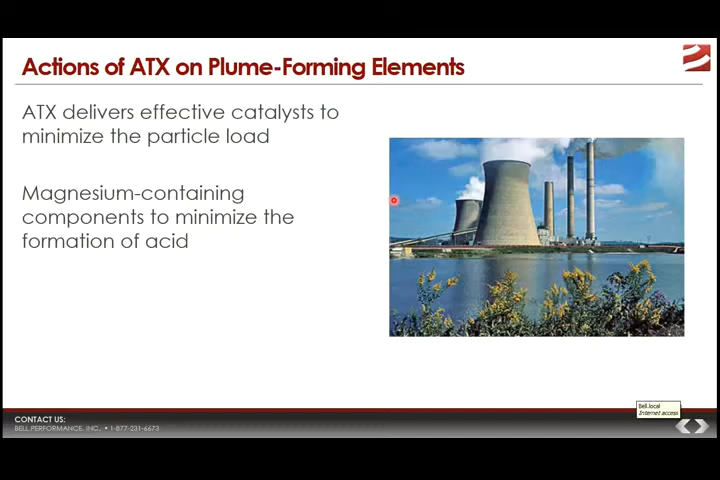 Actions of ATX on Plume-Forming Elements
ATX delivers effective catalysts to
minimize the particle load
Magnesium-containing
components to minimize the
formation of acid
Bell.local
Internet access
CONTACT US:
BELL PERFORMANCE, INC. • 1-877-231-6673